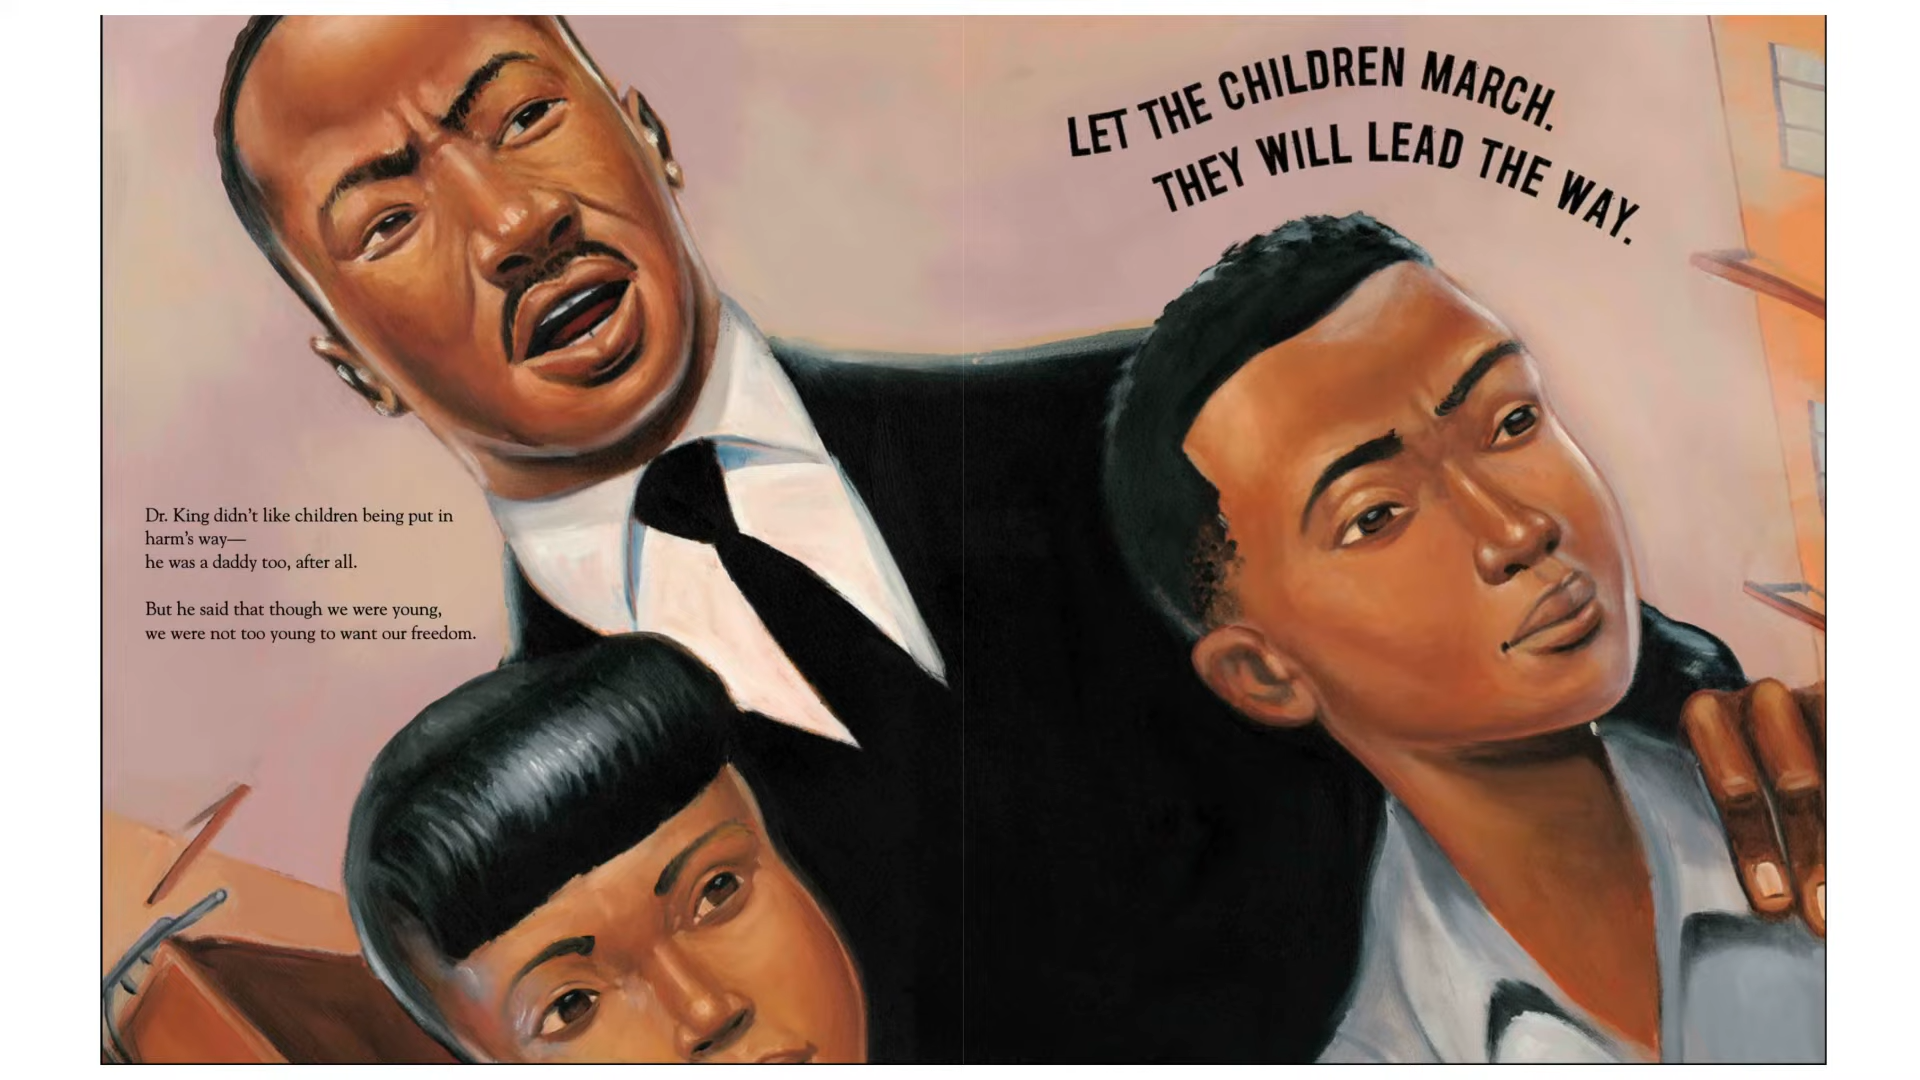 Dr. King didn't like children being put in
harm's way—
he was a daddy too, after all.
But he said that though we were young,
we were not too young to want our freedom.
LET THE CHILDREN MARCH.
THEY WILL LEAD THE WAY.